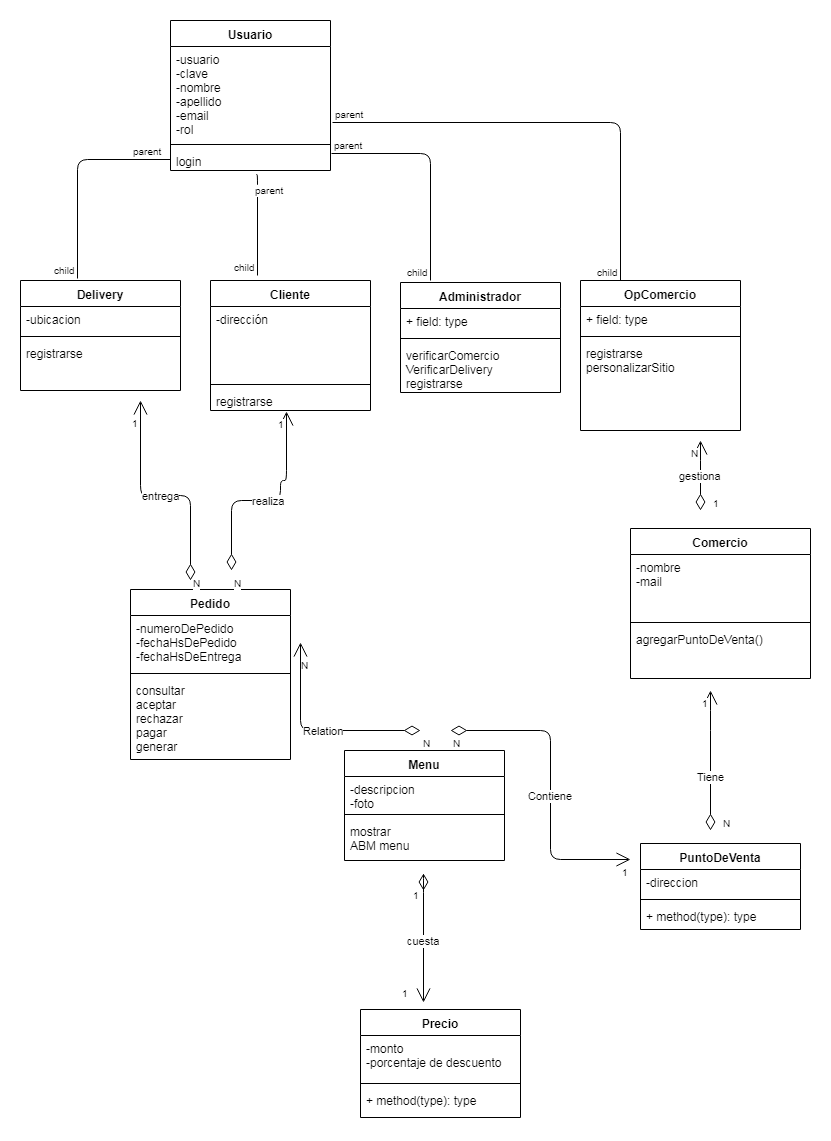 Usuario
-usuario
-clave
-nombre
-apellido
-email
-rol
login
parent
parent
parent
parent
child
child
child
child
Delivery
-ubicacion
registrarse
Cliente
-dirección
registrarse
Administrador
+ field: type
verificarComercio
VerificarDelivery
registrarse
OpComercio
+ field: type
registrarse
personalizarSitio
1
entrega
N
1
realiza
N
N
gestiona
1
Pedido
-numeroDePedido
-fechaHsDePedido
-fechaHsDeEntrega
consultar
aceptar
rechazar
pagar
generar
Comercio
-nombre
-mail
agregarPuntoDeVenta()
N
Relation
N
N
Contiene
1
1
Tiene
N
Menu
-descripcion
-foto
mostrar
ABM menu
PuntoDeVenta
-direccion
+ method(type): type
1
cuesta
1
Precio
-monto
-porcentaje de descuento
+ method(type): type